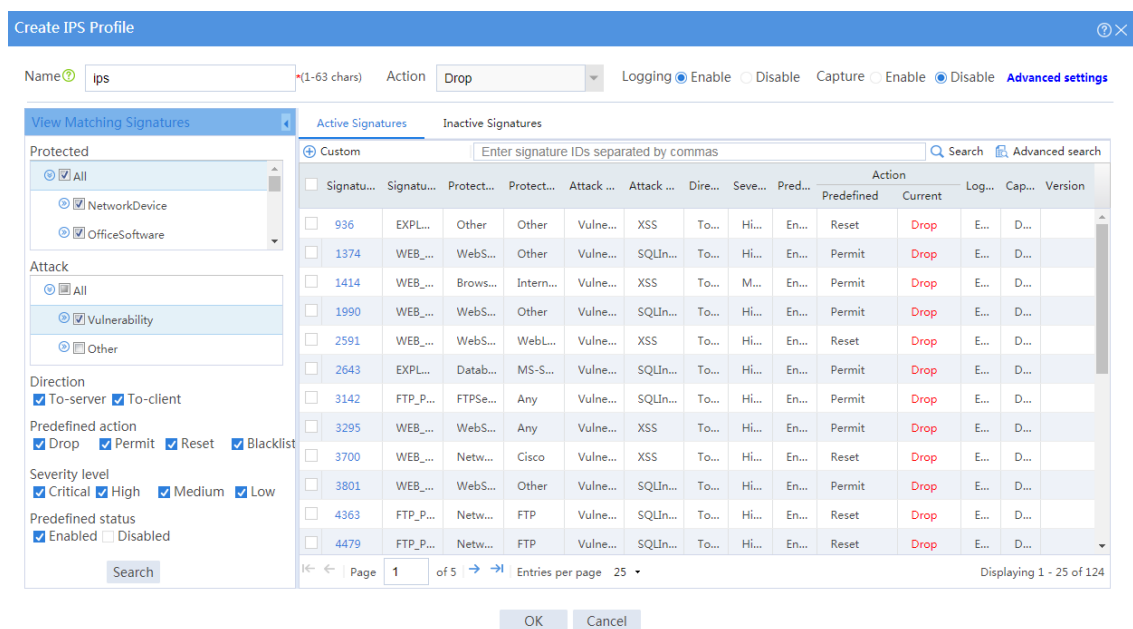 Create IPS Profile
Name ips *(1-63 chars) Action Drop Logging Enable Disable Capture Enable Disable Advanced settings
View Matching Signatures
Protected
All
NetworkDevice
OfficeSoftware
Attack
All
Vulnerability
Other
Direction
To-server To-client
Predefined action
Drop Permit Reset Blacklist
Severity level
Critical High Medium Low
Predefined status
Enabled Disabled
Search
Active Signatures Inactive Signatures
Custom Enter signature IDs separated by commas Search Advanced search
Signatu... Signatu... Protect... Protect... Attack ... Attack ... Dire... Seve... Pred... Action Log... Cap... Version
Predefined Current
936 EXPL... Other Other Vulne... XSS To... Hi... En... Reset Drop E... D...
1374 WEB_... WebS... Other Vulne... SQLIn... To... Hi... En... Permit Drop E... D...
1414 WEB_... Brows... Intern... Vulne... XSS To... M... En... Permit Drop E... D...
1990 WEB_... WebS... Other Vulne... SQLIn... To... Hi... En... Permit Drop E... D...
2591 WEB_... WebS... WebL... Vulne... XSS To... Hi... En... Reset Drop E... D...
2643 EXPL... Datab... MS-S... Vulne... SQLIn... To... Hi... En... Permit Drop E... D...
3142 FTP_P... FTPSe... Any Vulne... SQLIn... To... Hi... En... Permit Drop E... D...
3295 WEB_... WebS... Any Vulne... XSS To... Hi... En... Permit Drop E... D...
3700 WEB_... Netw... Cisco Vulne... XSS To... Hi... En... Reset Drop E... D...
3801 WEB_... WebS... Other Vulne... SQLIn... To... Hi... En... Permit Drop E... D...
4363 FTP_P... Netw... FTP Vulne... SQLIn... To... Hi... En... Reset Drop E... D...
4479 FTP_P... Netw... FTP Vulne... SQLIn... To... Hi... En... Reset Drop E... D...
Page 1 of 5 Entries per page 25 Displaying 1 - 25 of 124
OK Cancel